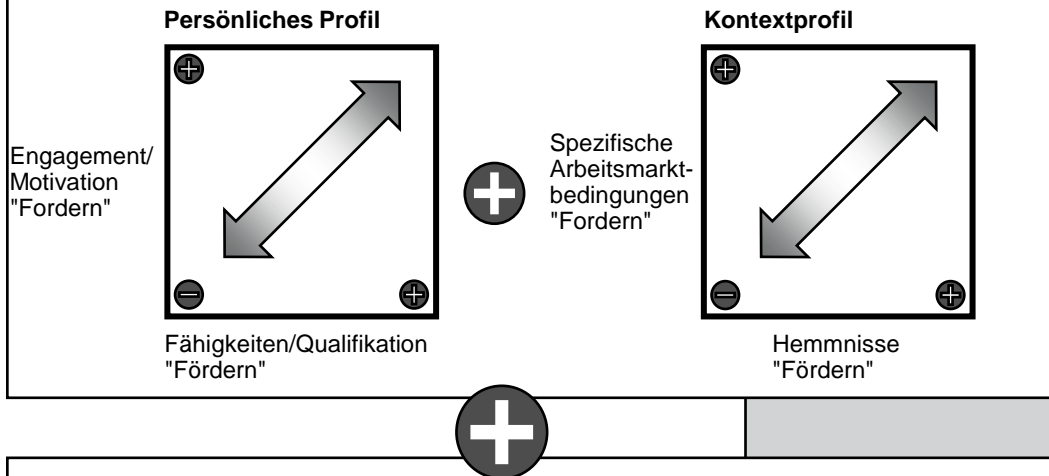 Persönliches Profil
Kontextprofil
Engagement/
Motivation
"Fordern"
Spezifische
Arbeitsmarkt-
bedingungen
"Fordern"
Fähigkeiten/Qualifikation
"Fördern"
Hemmnisse
"Fördern"